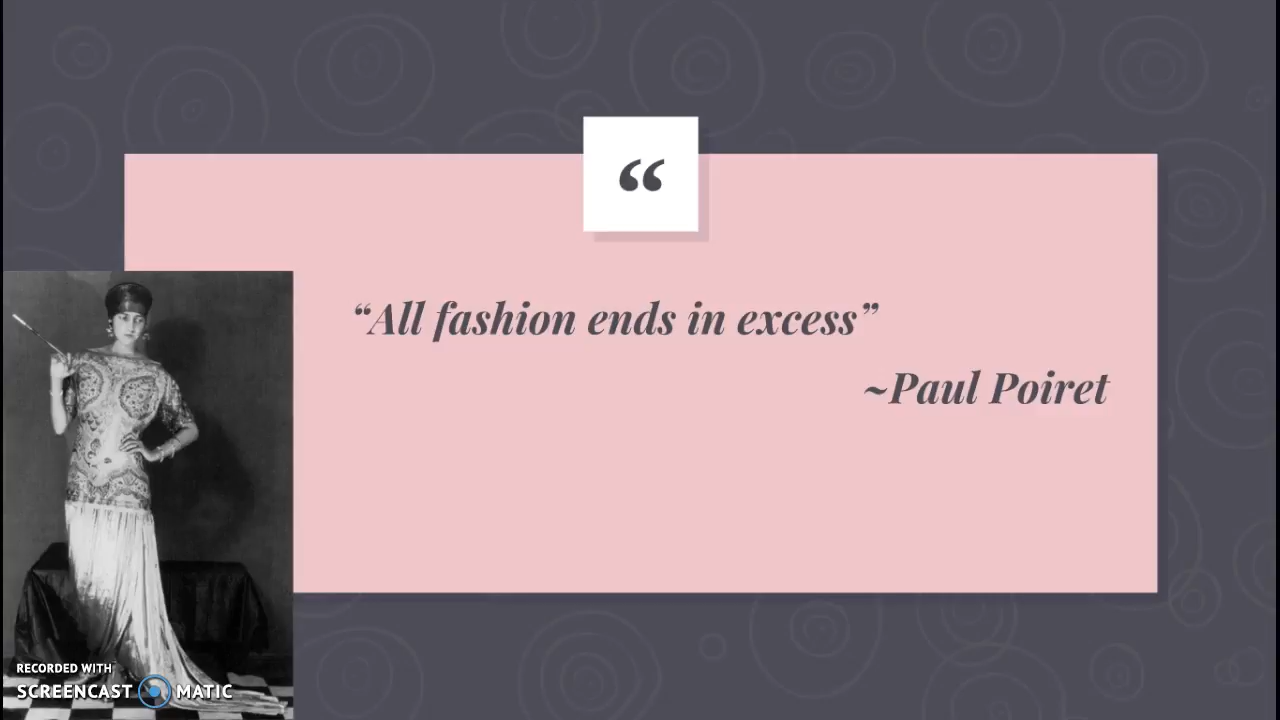 “
“All fashion ends in excess”
~Paul Poiret
RECORDED WITH
SCREENCAST MATIC